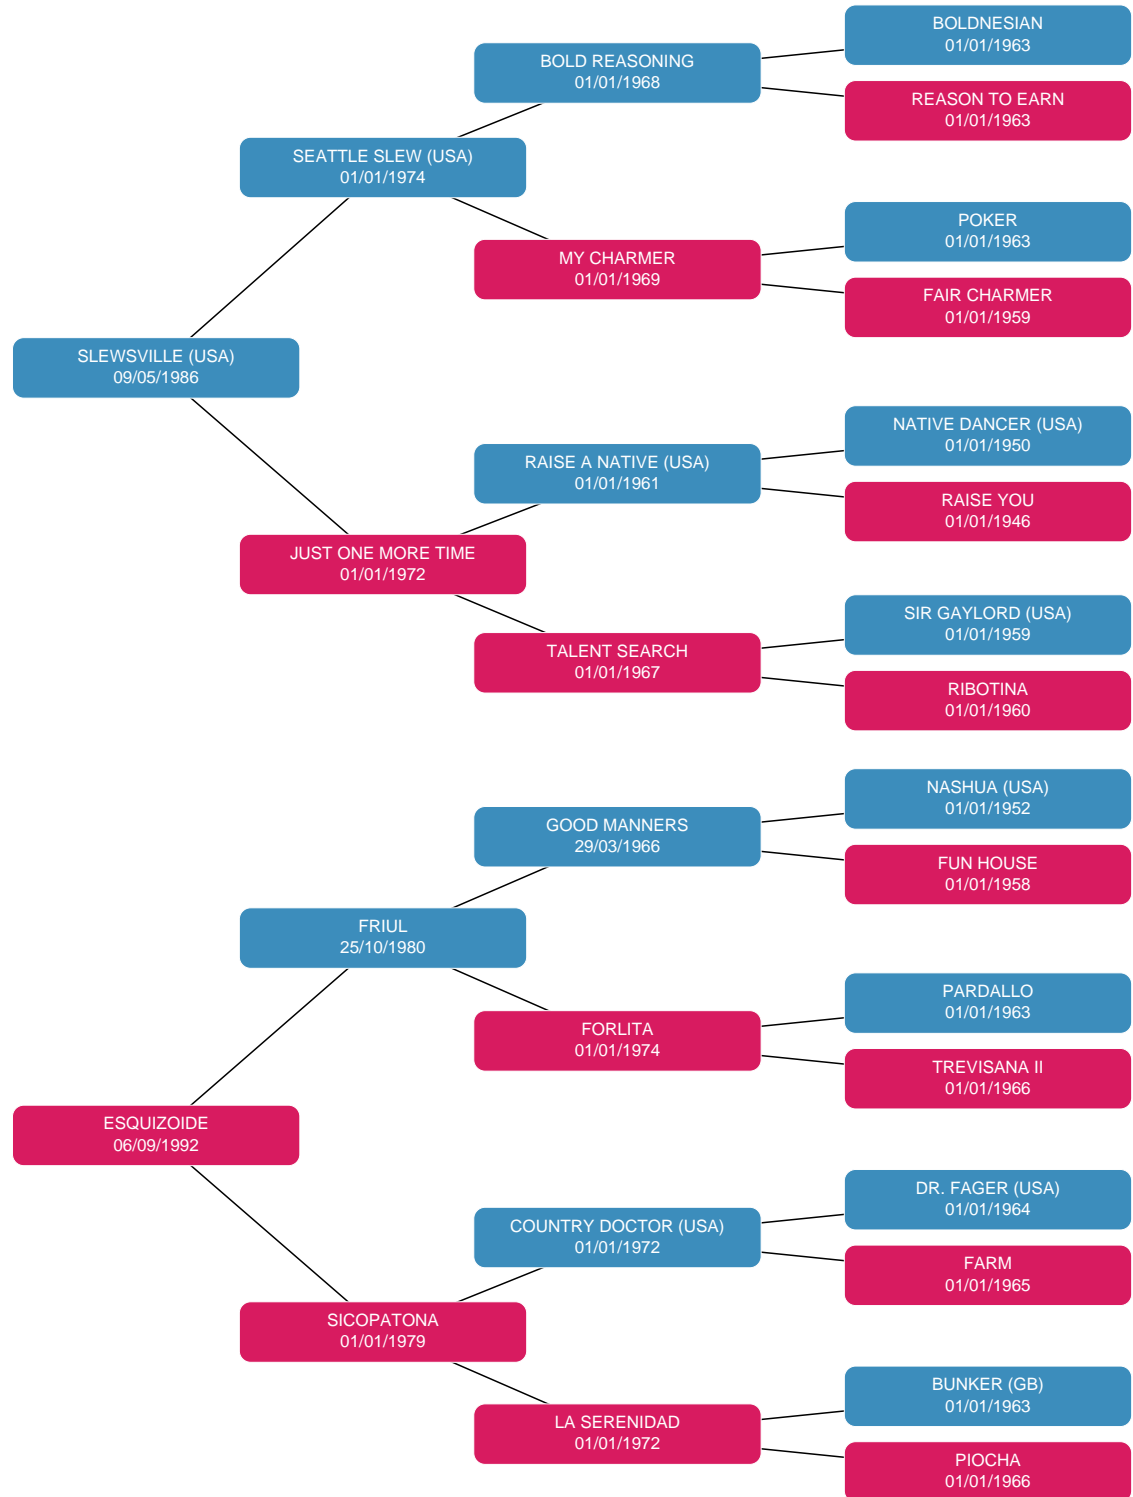 BOLDNESIAN
01/01/1963
BOLD REASONING
01/01/1968
REASON TO EARN
01/01/1963
SEATTLE SLEW (USA)
01/01/1974
POKER
01/01/1963
MY CHARMER
01/01/1969
FAIR CHARMER
01/01/1959
SLEWSVILLE (USA)
09/05/1986
NATIVE DANCER (USA)
01/01/1950
RAISE A NATIVE (USA)
01/01/1961
RAISE YOU
01/01/1946
JUST ONE MORE TIME
01/01/1972
SIR GAYLORD (USA)
01/01/1959
TALENT SEARCH
01/01/1967
RIBOTINA
01/01/1960
NASHUA (USA)
01/01/1952
GOOD MANNERS
29/03/1966
FUN HOUSE
01/01/1958
FRIUL
25/10/1980
PARDALLO
01/01/1963
FORLITA
01/01/1974
TREVISANA II
01/01/1966
ESQUIZOIDE
06/09/1992
DR. FAGER (USA)
01/01/1964
COUNTRY DOCTOR (USA)
01/01/1972
FARM
01/01/1965
SICOPATONA
01/01/1979
BUNKER (GB)
01/01/1963
LA SERENIDAD
01/01/1972
PIOCHA
01/01/1966